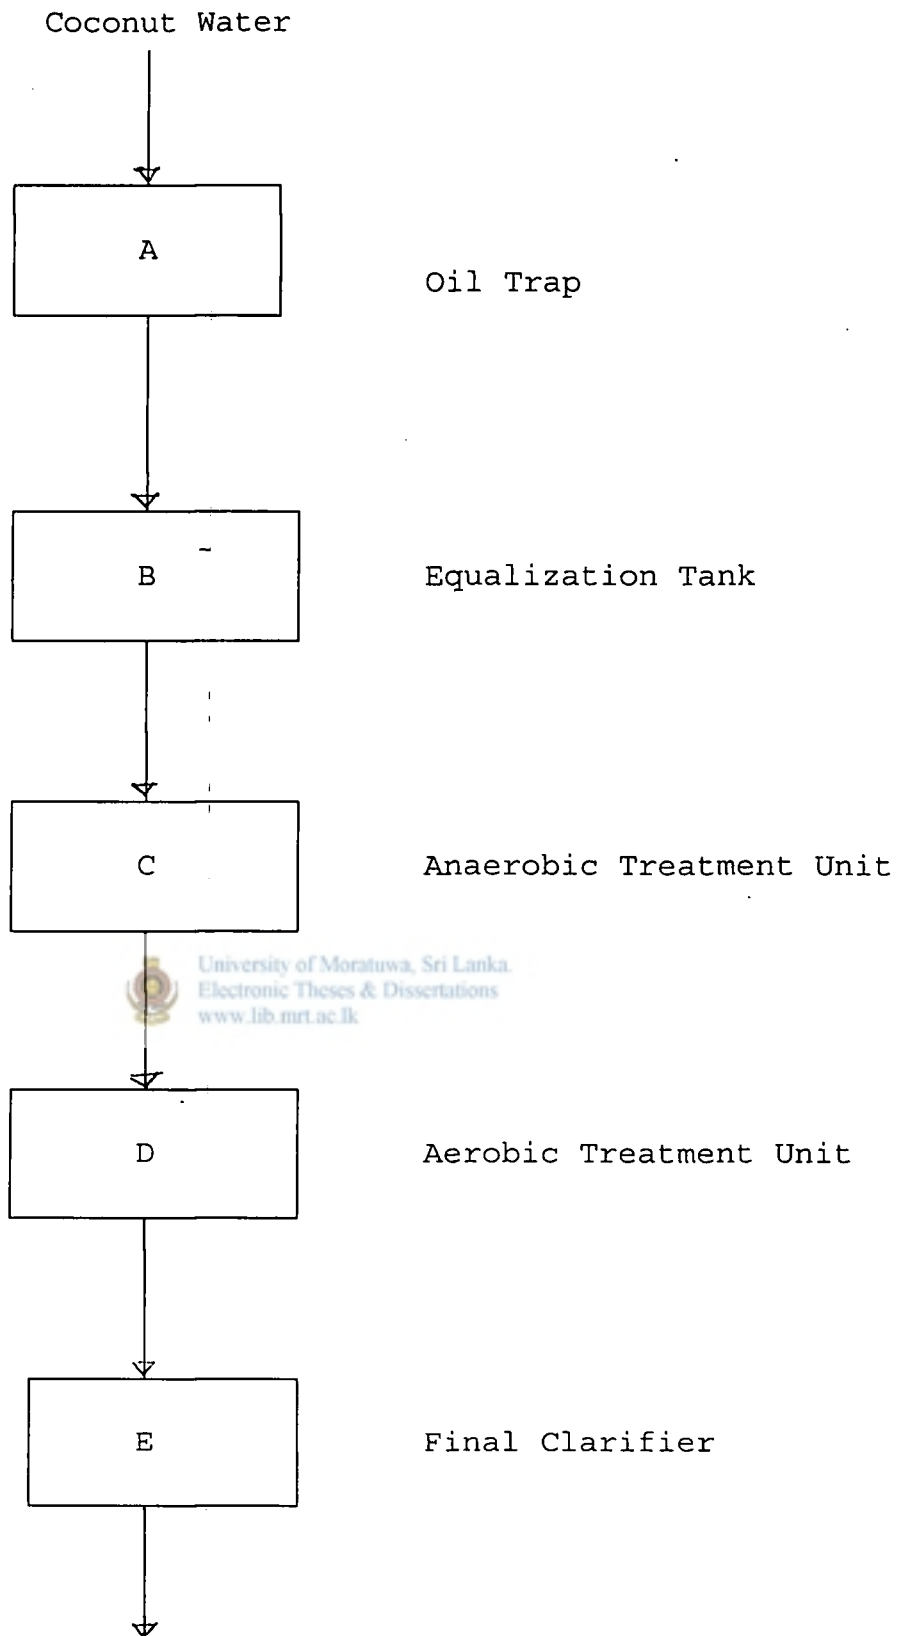 Coconut Water
A
Oil Trap
B
Equalization Tank
C
Anaerobic Treatment Unit
University of Moratuwa, Sri Lanka.
Electronic Theses & Dissertations
www.lib.mrt.ac.lk
D
Aerobic Treatment Unit
E
Final Clarifier